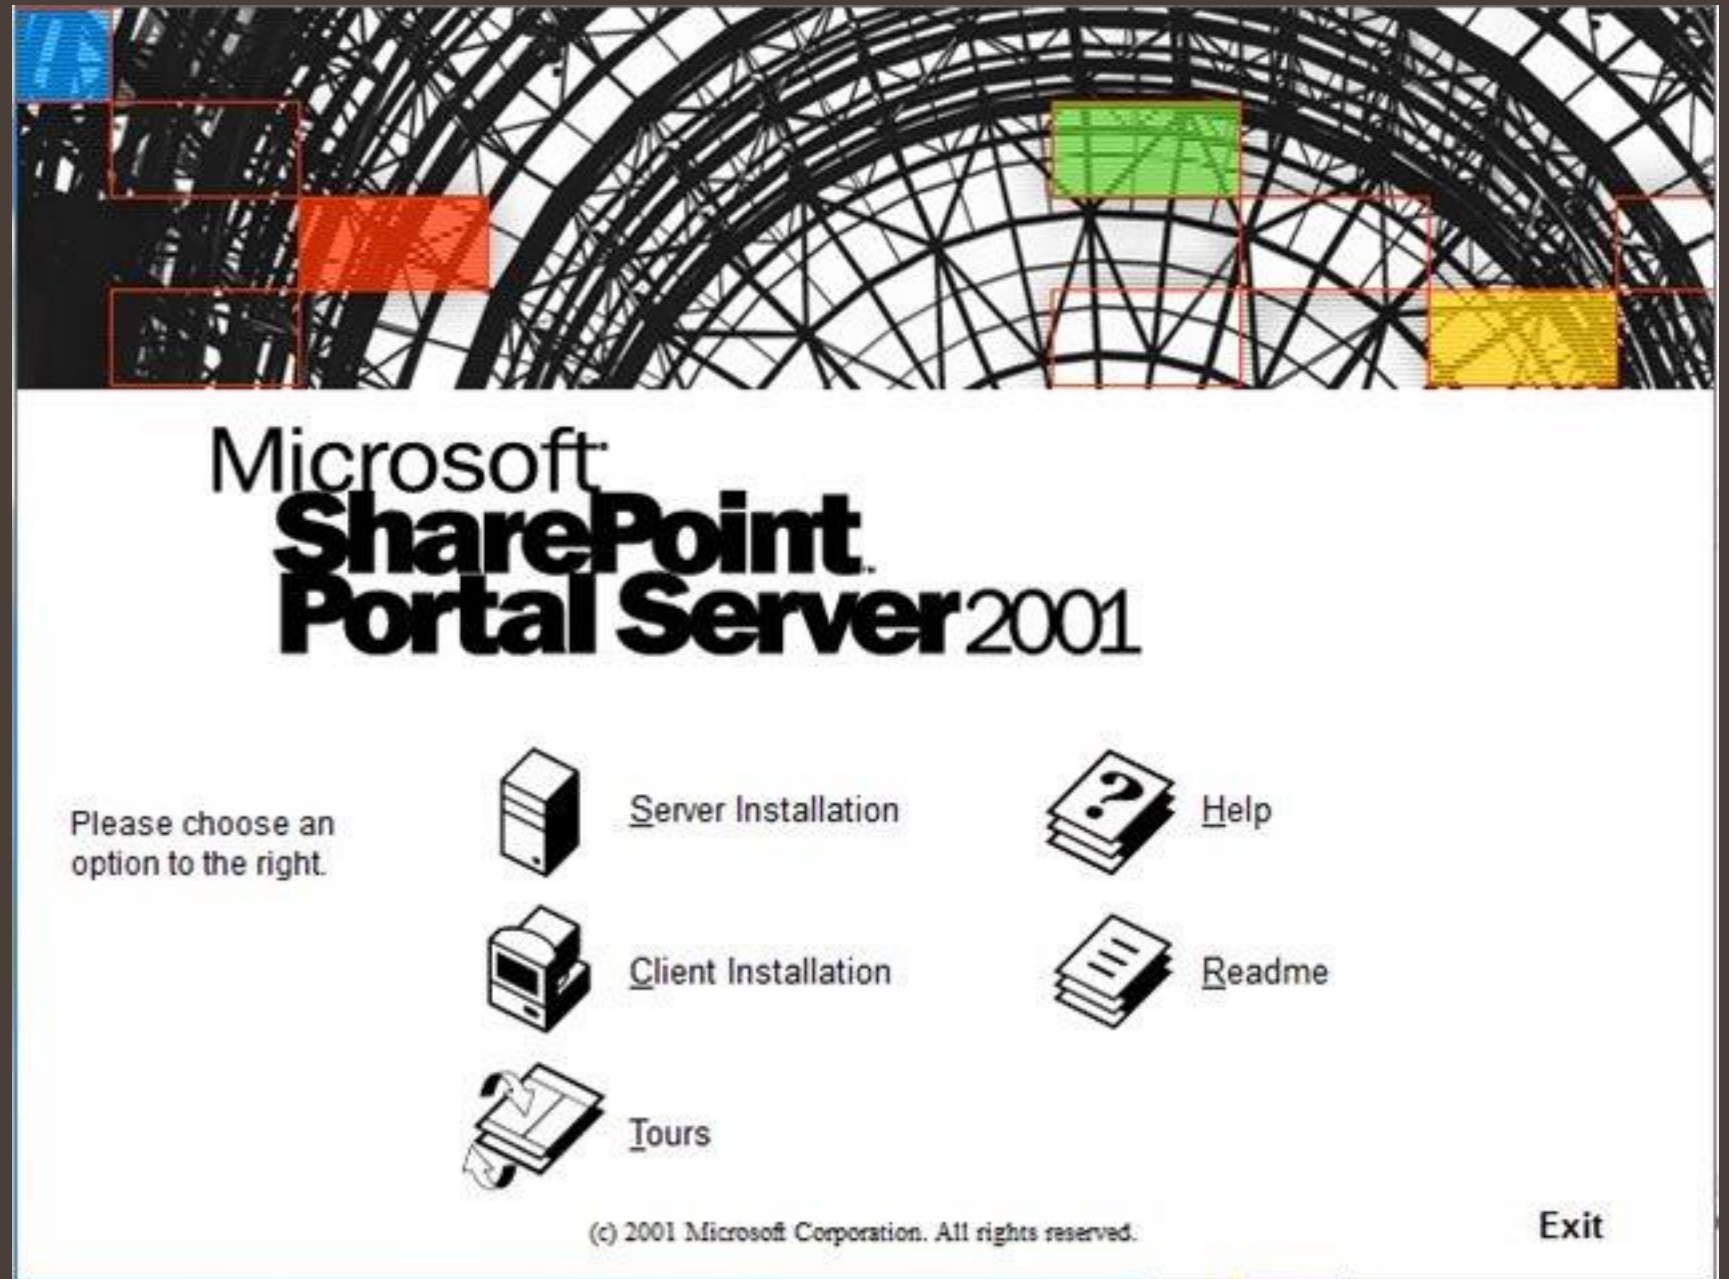 Microsoft
SharePoint™
Portal Server 2001
Please choose an
option to the right.
Server Installation
Help
Client Installation
Readme
Tours
(c) 2001 Microsoft Corporation. All rights reserved.
Exit